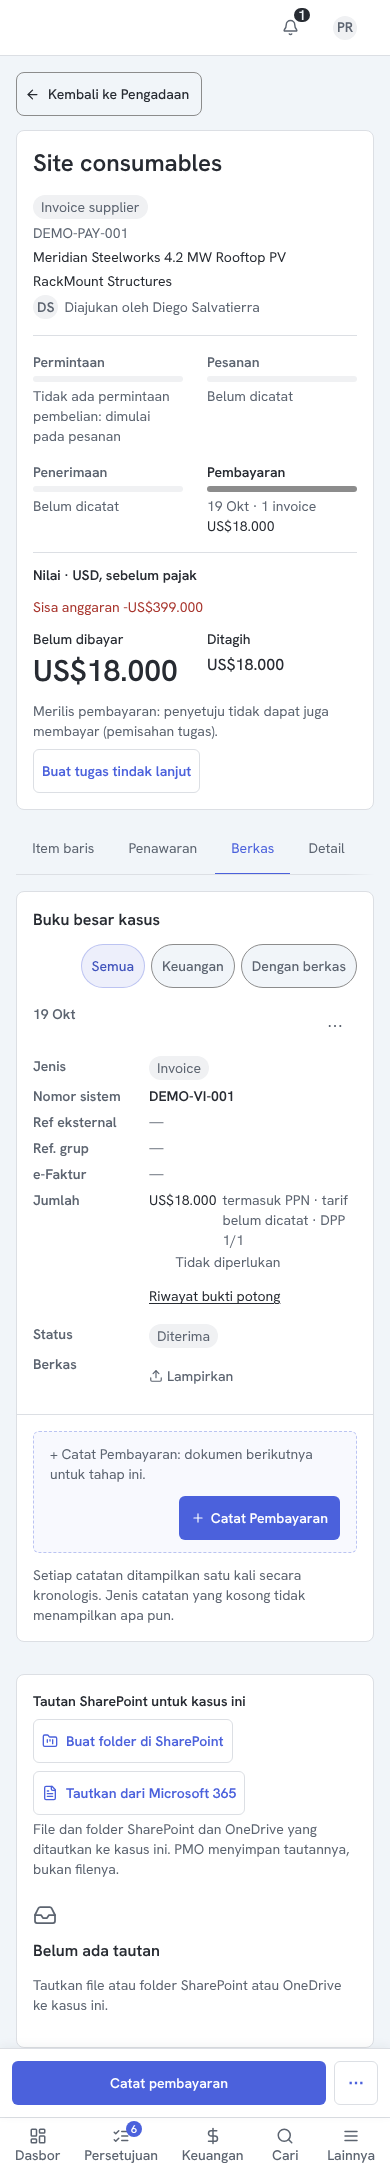 1
PR
Kembali ke Pengadaan
Site consumables
Invoice supplier
DEMO-PAY-001
Meridian Steelworks 4.2 MW Rooftop PV
RackMount Structures
DS Diajukan oleh Diego Salvatierra
Permintaan
Tidak ada permintaan
pembelian: dimulai
pada pesanan
Pesanan
Belum dicatat
Penerimaan
Belum dicatat
Pembayaran
19 Okt · 1 invoice
US$18.000
Nilai · USD, sebelum pajak
Sisa anggaran -US$399.000
Belum dibayar
US$18.000
Ditagih
US$18.000
Merilis pembayaran: penyetuju tidak dapat juga
membayar (pemisahan tugas).
Buat tugas tindak lanjut
Item baris Penawaran Berkas Detail
Buku besar kasus
Semua Keuangan Dengan berkas
19 Okt
...
Jenis Invoice
Nomor sistem DEMO-VI-001
Ref eksternal —
Ref. grup —
e-Faktur —
Jumlah US$18.000 termasuk PPN · tarif
belum dicatat · DPP
1/1
Tidak diperlukan
Riwayat bukti potong
Status Diterima
Berkas
Lampirkan
+ Catat Pembayaran: dokumen berikutnya
untuk tahap ini.
+ Catat Pembayaran
Setiap catatan ditampilkan satu kali secara
kronologis. Jenis catatan yang kosong tidak
menampilkan apa pun.
Tautan SharePoint untuk kasus ini
Buat folder di SharePoint
Tautkan dari Microsoft 365
File dan folder SharePoint dan OneDrive yang
ditautkan ke kasus ini. PMO menyimpan tautannya,
bukan filenya.
Belum ada tautan
Tautkan file atau folder SharePoint atau OneDrive
ke kasus ini.
Catat pembayaran
...
6
Dasbor Persetujuan Keuangan Cari Lainnya